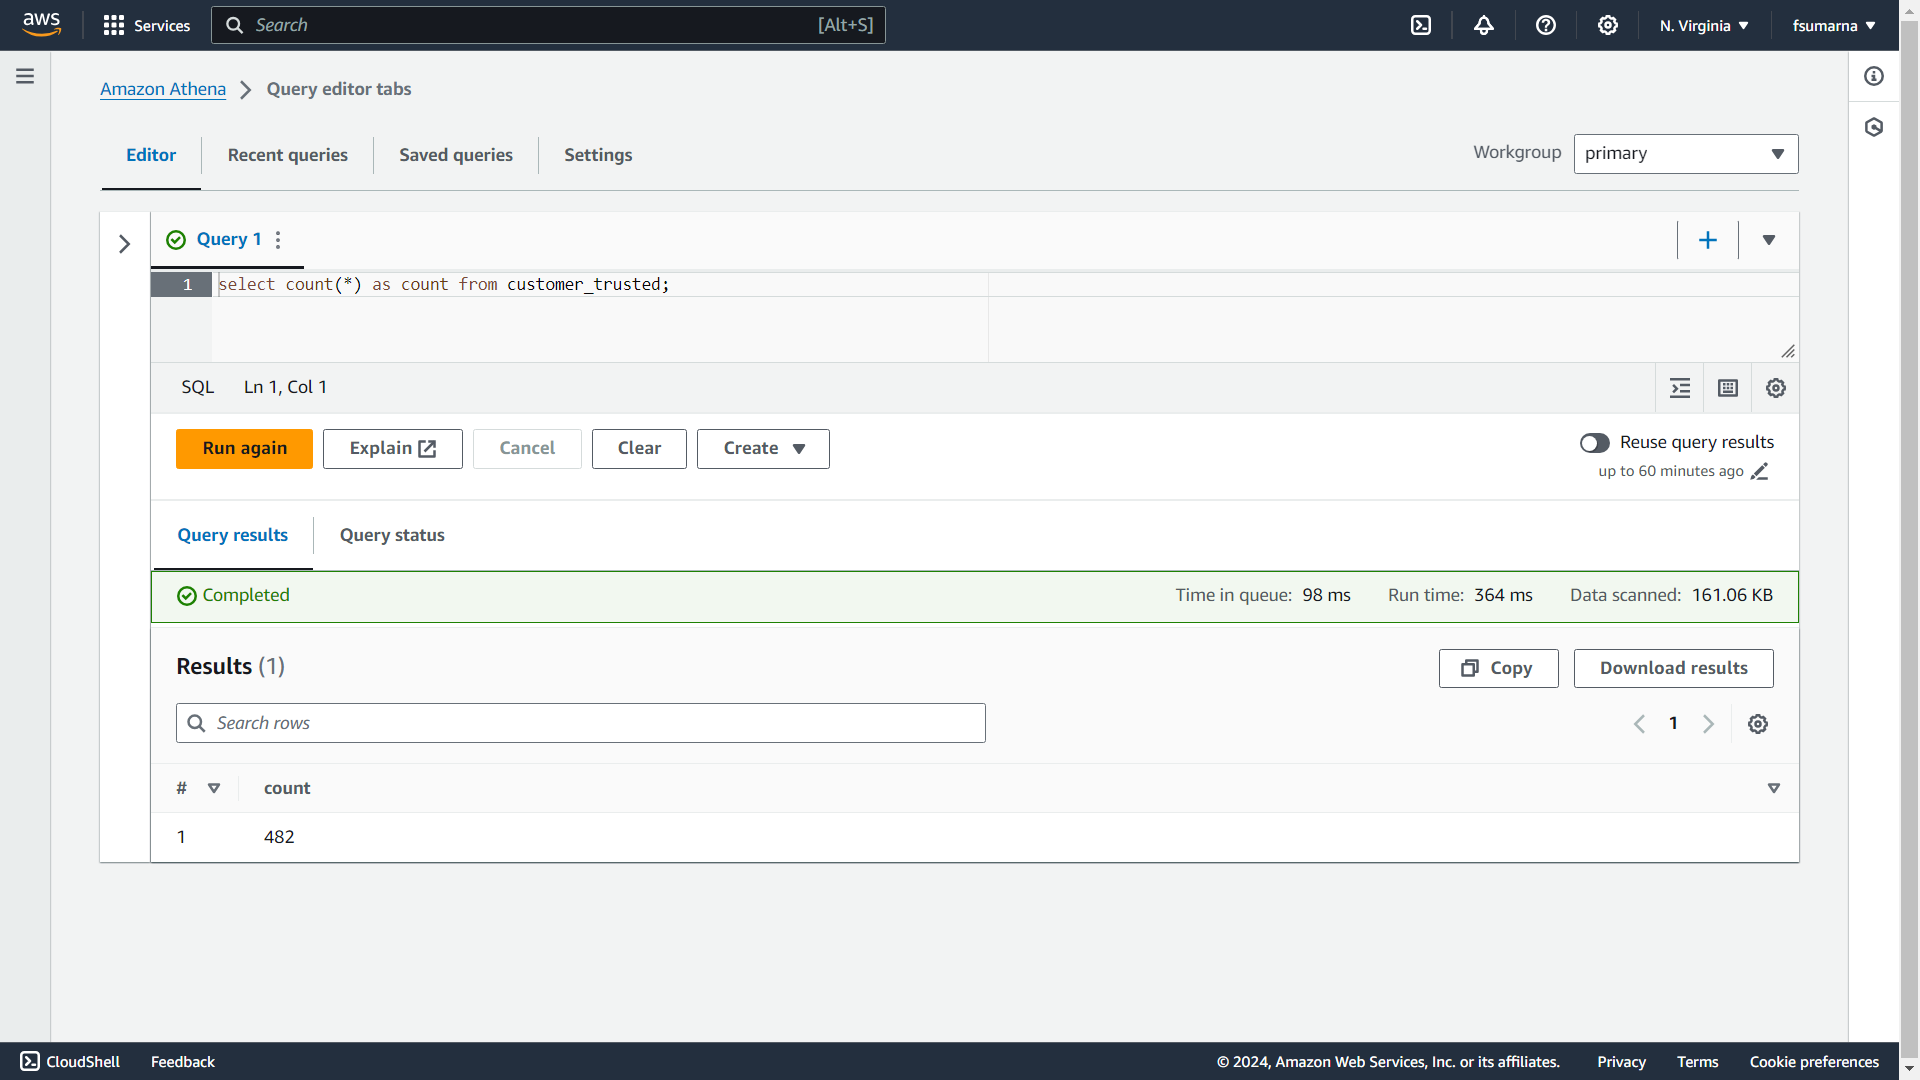 aws
Services
Search
[Alt+S]
N. Virginia
fsumarna
Amazon Athena
Query editor tabs
Editor
Recent queries
Saved queries
Settings
Workgroup
primary
Query 1
1
select count(*) as count from customer_trusted;
SQL
Ln 1, Col 1
Run again
Explain
Cancel
Clear
Create
Reuse query results
up to 60 minutes ago
Query results
Query status
Completed
Time in queue: 98 ms
Run time: 364 ms
Data scanned: 161.06 KB
Results (1)
Copy
Download results
Search rows
1
#
count
1
482
CloudShell
Feedback
© 2024, Amazon Web Services, Inc. or its affiliates.
Privacy
Terms
Cookie preferences